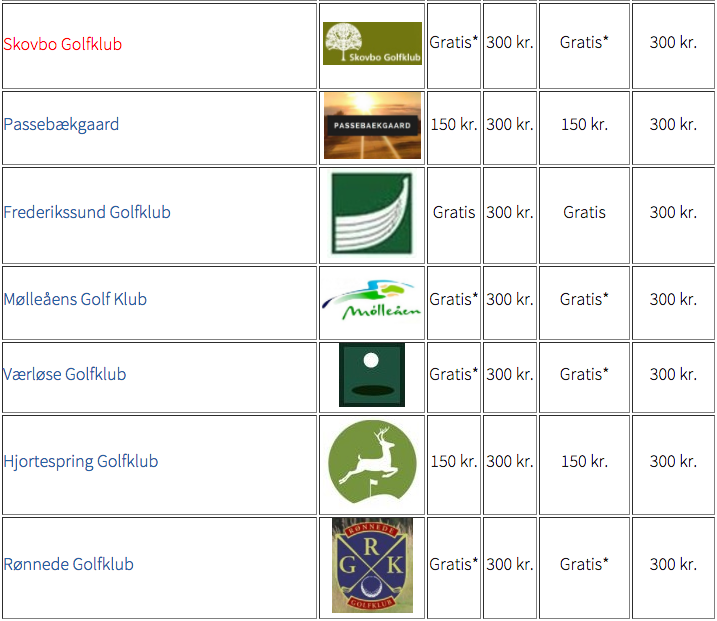 Skovbo Golfklub Skovbo Golfklub Gratis* 300 kr. Gratis* 300 kr.
Passebækgaard PASSEBAEKGAARD 150 kr. 300 kr. 150 kr. 300 kr.
Frederikssund Golfklub Gratis 300 kr. Gratis 300 kr.
Mølleåens Golf Klub Mölleåen Gratis* 300 kr. Gratis* 300 kr.
Værløse Golfklub Gratis* 300 kr. Gratis* 300 kr.
Hjortespring Golfklub 150 kr. 300 kr. 150 kr. 300 kr.
Rønnede Golfklub RØNNEDE G R K GOLFKLUB Gratis* 300 kr. Gratis* 300 kr.